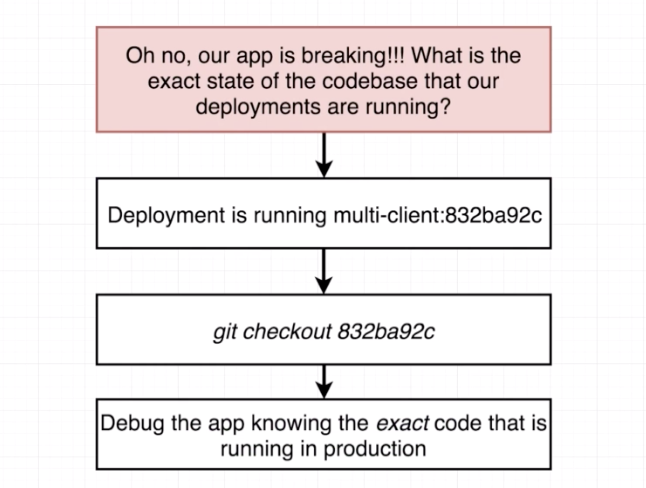 Oh no, our app is breaking!!! What is the
exact state of the codebase that our
deployments are running?
Deployment is running multi-client:832ba92c
git checkout 832ba92c
Debug the app knowing the exact code that is
running in production